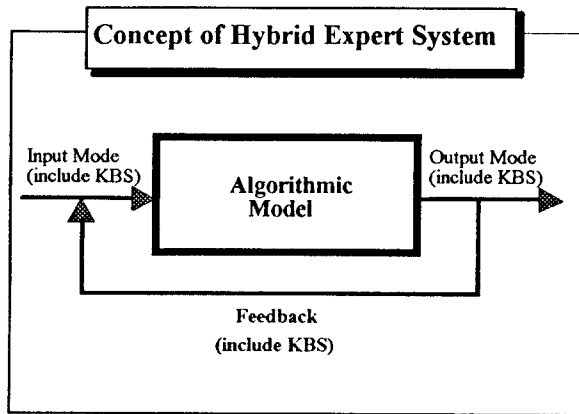 Concept of Hybrid Expert System
Input Mode
(include KBS)
Algorithmic
Model
Output Mode
(include KBS)
Feedback
(include KBS)